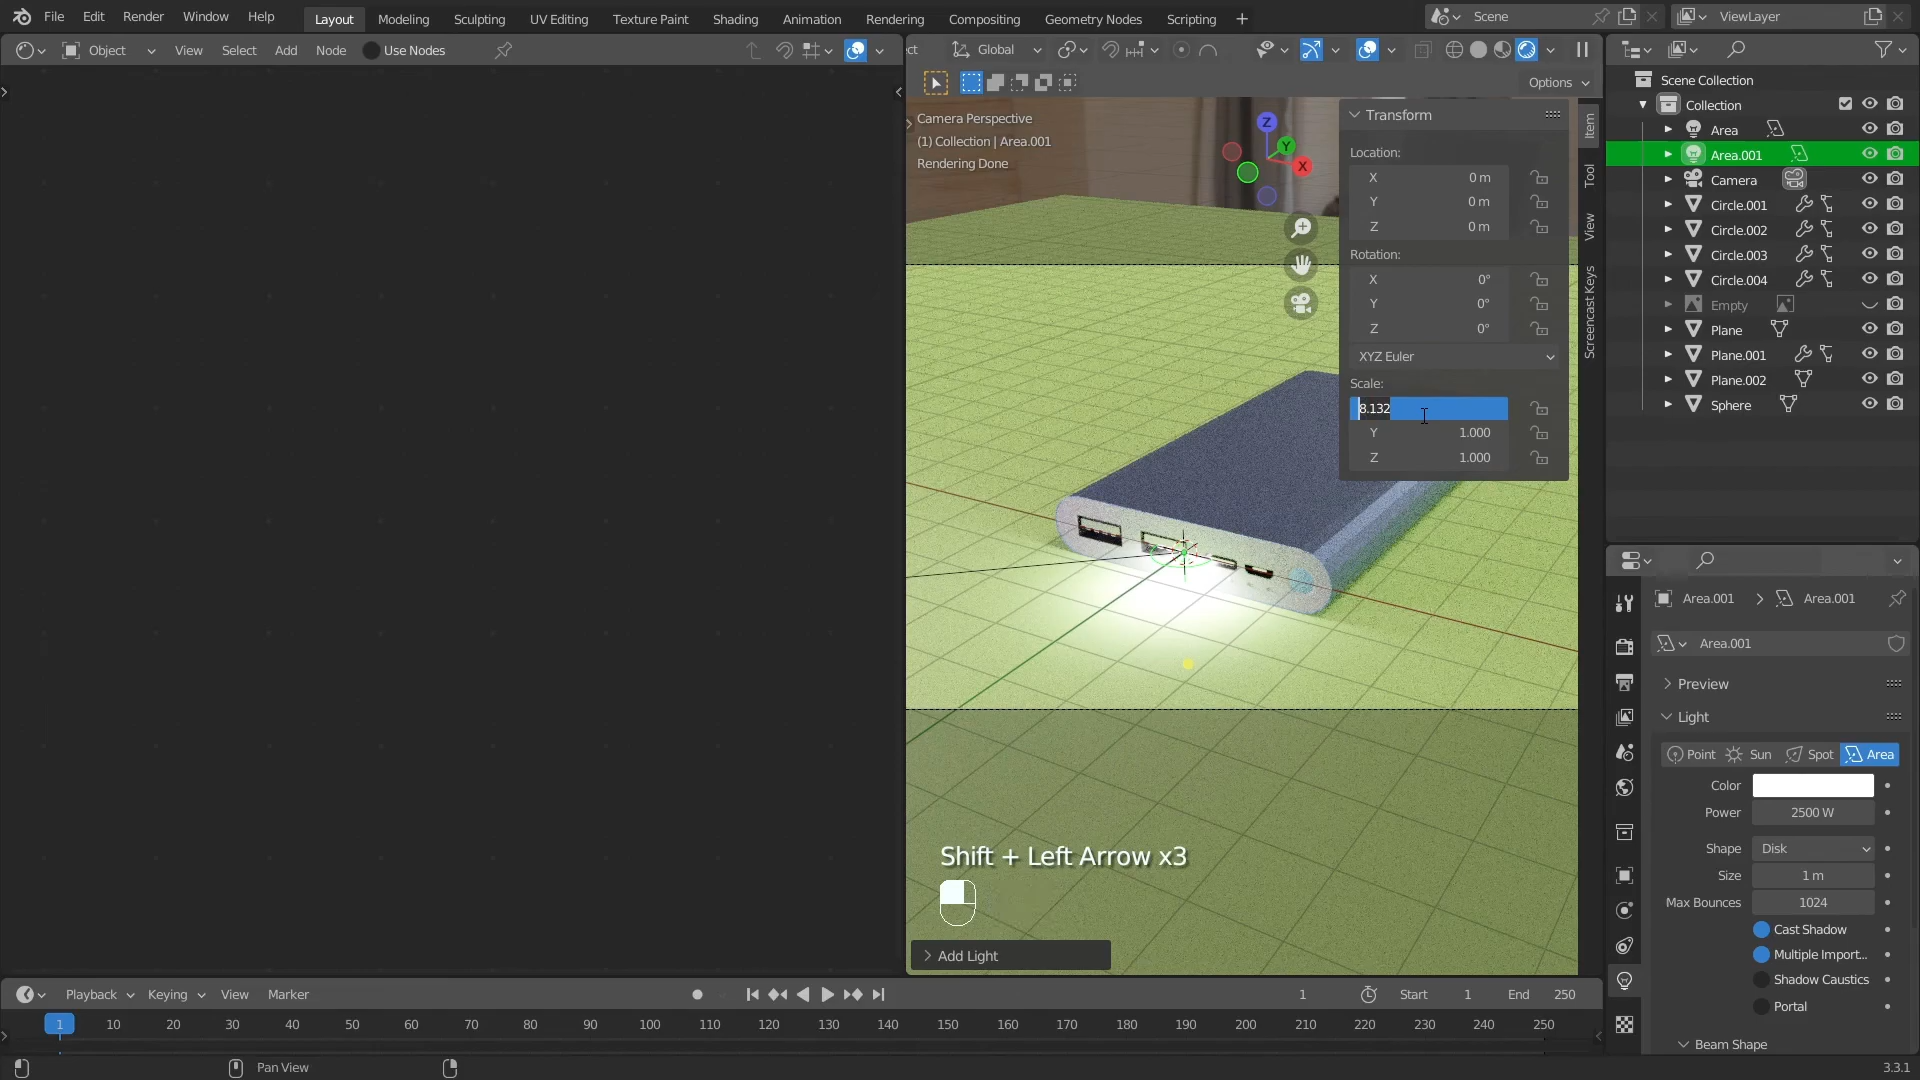 File Edit Render Window Help Layout Modeling Sculpting UV Editing Texture Paint Shading Animation Rendering Compositing Geometry Nodes Scripting + Scene ViewLayer
Object View Select Add Node Use Nodes
ct Global
Options
Camera Perspective
(1) Collection | Area.001
Rendering Done
Z
Y
X
Transform
Location:
X 0 m
Y 0 m
Z 0 m
Rotation:
X 0°
Y 0°
Z 0°
XYZ Euler
Scale:
8.132
Y 1.000
Z 1.000
Item
Tool
View
Screencast Keys
Scene Collection
Collection
Area
Area.001
Camera
Circle.001
Circle.002
Circle.003
Circle.004
Empty
Plane
Plane.001
Plane.002
Sphere
Area.001 > Area.001
Area.001
Preview
Light
Point Sun Spot Area
Color
Power 2500 W
Shape Disk
Size 1 m
Max Bounces 1024
Cast Shadow
Multiple Import...
Shadow Caustics
Portal
Beam Shape
Shift + Left Arrow x3
Add Light
Playback Keying View Marker 1 Start 1 End 250
1 10 20 30 40 50 60 70 80 90 100 110 120 130 140 150 160 170 180 190 200 210 220 230 240 250
Pan View 3.3.1